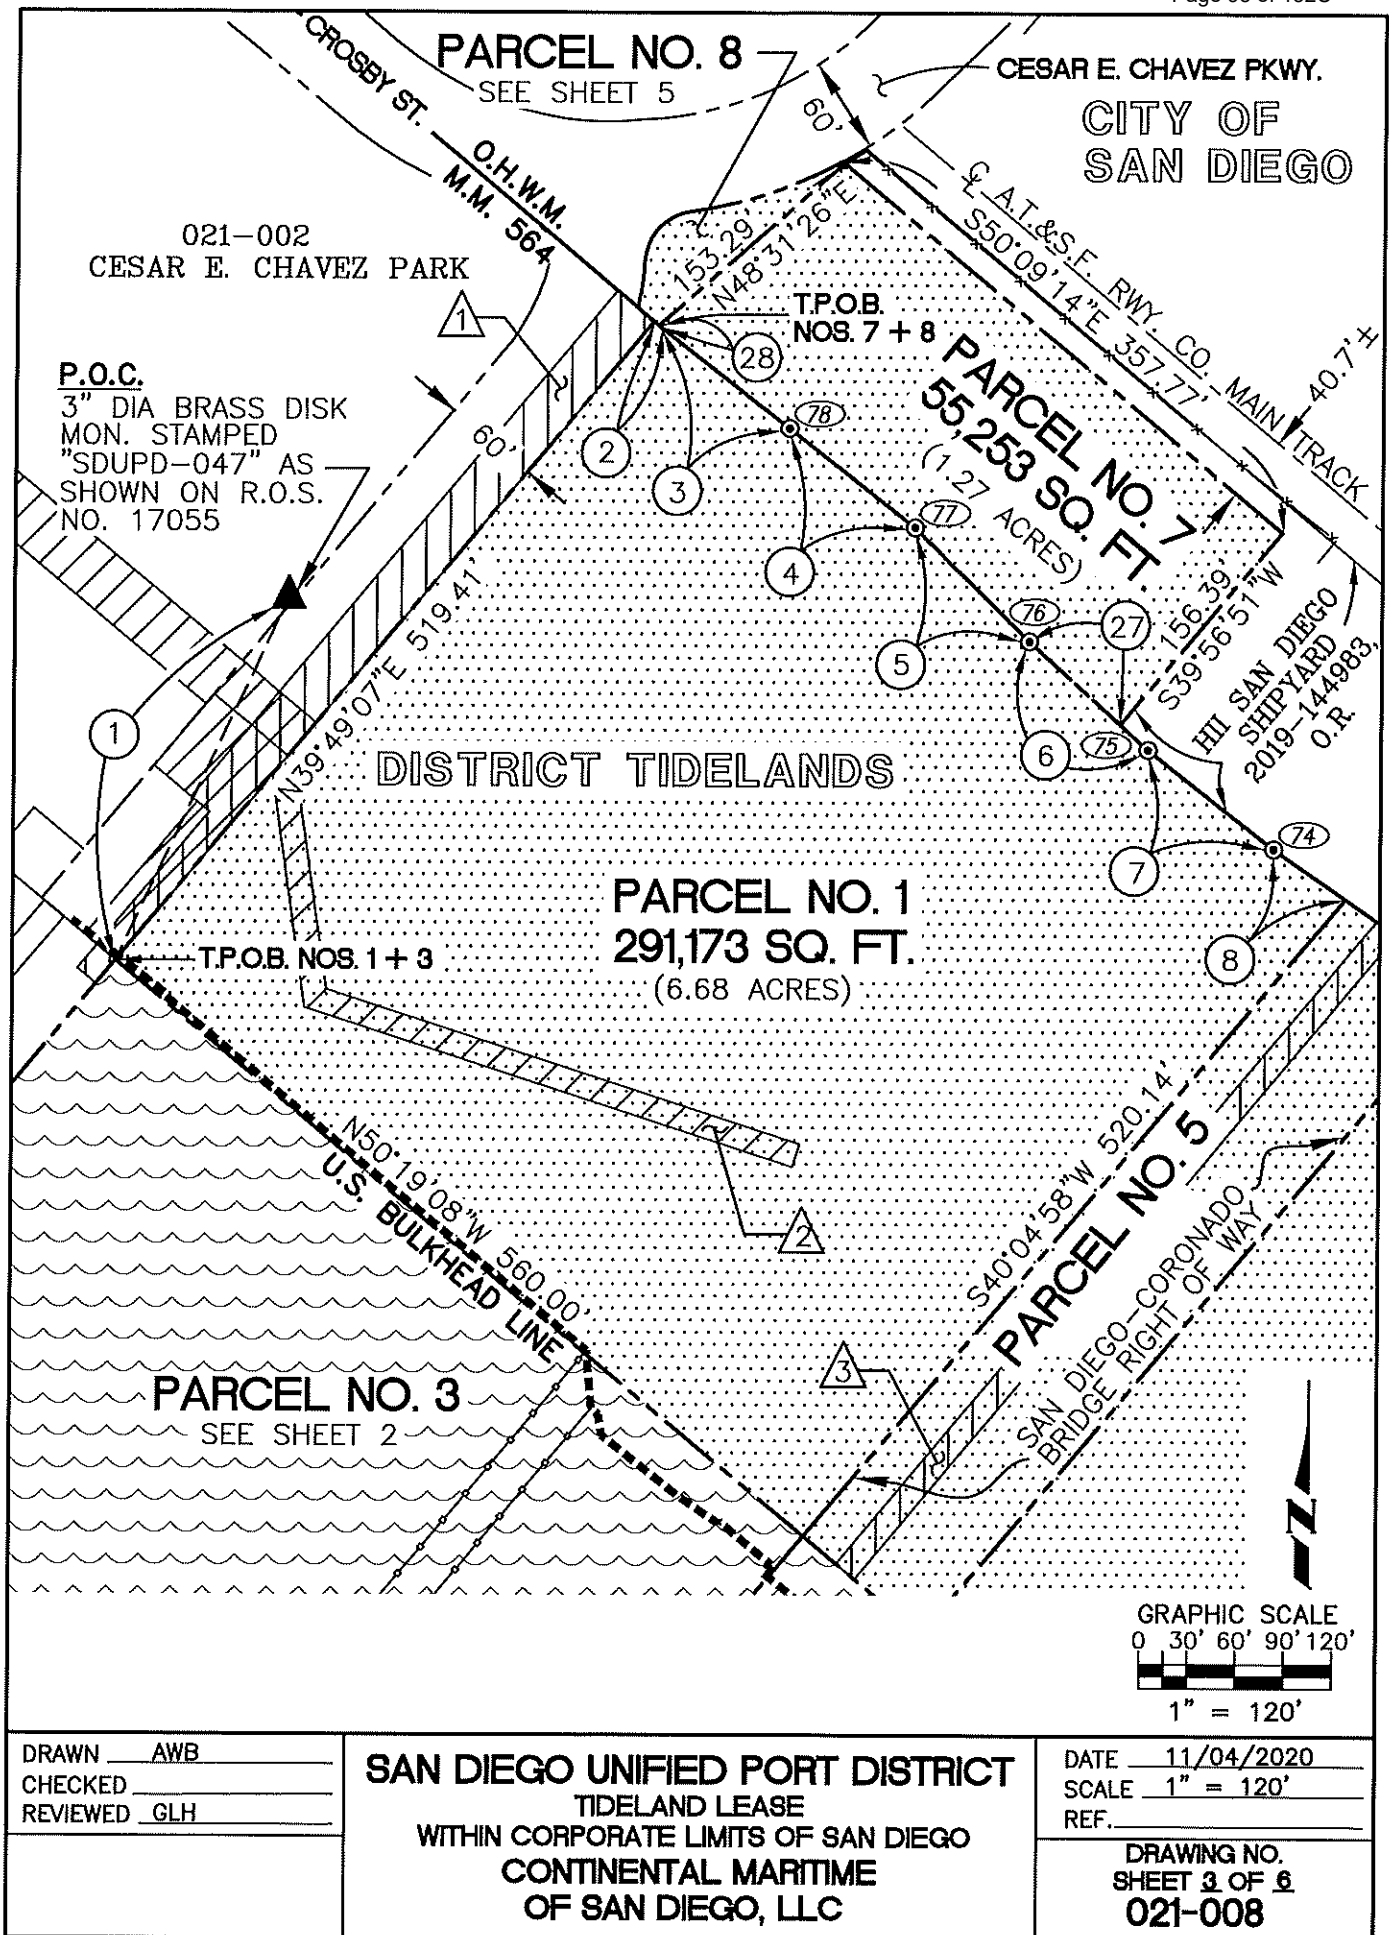 PARCEL NO. 8
SEE SHEET 5
CROSBY ST.
CESAR E. CHAVEZ PKWY.
60'
CITY OF
SAN DIEGO
O.H.W.M.
M.M. 564
021-002
CESAR E. CHAVEZ PARK
1
153.29'
N48°31'26"E
℄ A.T.&S.F. RWY. CO. MAIN TRACK
S50°09'14"E 357.77'
40.7'±
T.P.O.B.
NOS. 7 + 8
28
P.O.C.
3" DIA BRASS DISK
MON. STAMPED
"SDUPD-047" AS
SHOWN ON R.O.S.
NO. 17055
60'
PARCEL NO. 7
55,253 SQ. FT.
(1.27 ACRES)
2
3
78
4
77
5
76
27
156.39'
S39°56'51"W
HII SAN DIEGO
SHIPYARD
2019-144983,
O.R.
1
N39°49'07"E 519.41'
6
75
7
74
8
DISTRICT TIDELANDS
PARCEL NO. 1
291,173 SQ. FT.
(6.68 ACRES)
T.P.O.B. NOS. 1 + 3
N50°19'08"W 560.00'
U.S. BULKHEAD LINE
2
S40°04'58"W 520.14'
PARCEL NO. 5
SAN DIEGO-CORONADO
BRIDGE RIGHT OF WAY
3
PARCEL NO. 3
SEE SHEET 2
N
GRAPHIC SCALE
0 30' 60' 90' 120'
1" = 120'
DRAWN AWB
CHECKED
REVIEWED GLH
SAN DIEGO UNIFIED PORT DISTRICT
TIDELAND LEASE
WITHIN CORPORATE LIMITS OF SAN DIEGO
CONTINENTAL MARITIME
OF SAN DIEGO, LLC
DATE 11/04/2020
SCALE 1" = 120'
REF.
DRAWING NO.
SHEET 3 OF 6
021-008